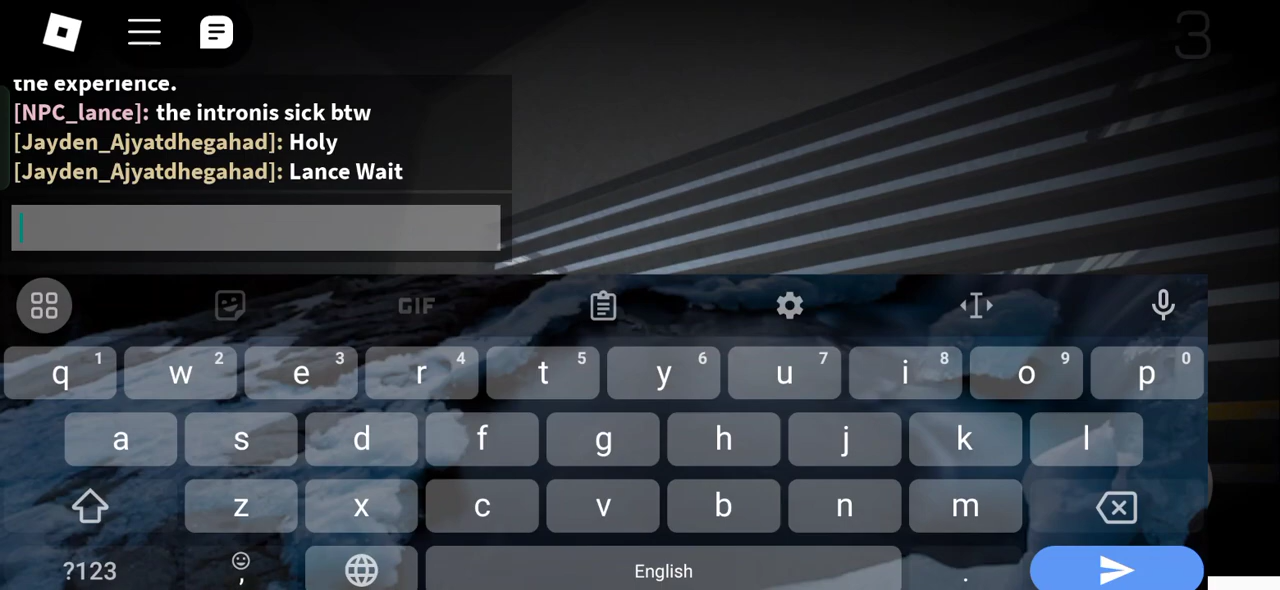 3
the experience.
[NPC_lance]: the intronis sick btw
[Jayden_Ajyatdhegahad]: Holy
[Jayden_Ajyatdhegahad]: Lance Wait
GIF
q 1 w 2 e 3 r 4 t 5 y 6 u 7 i 8 o 9 p 0
a s d f g h j k l
z x c v b n m
?123 , English .